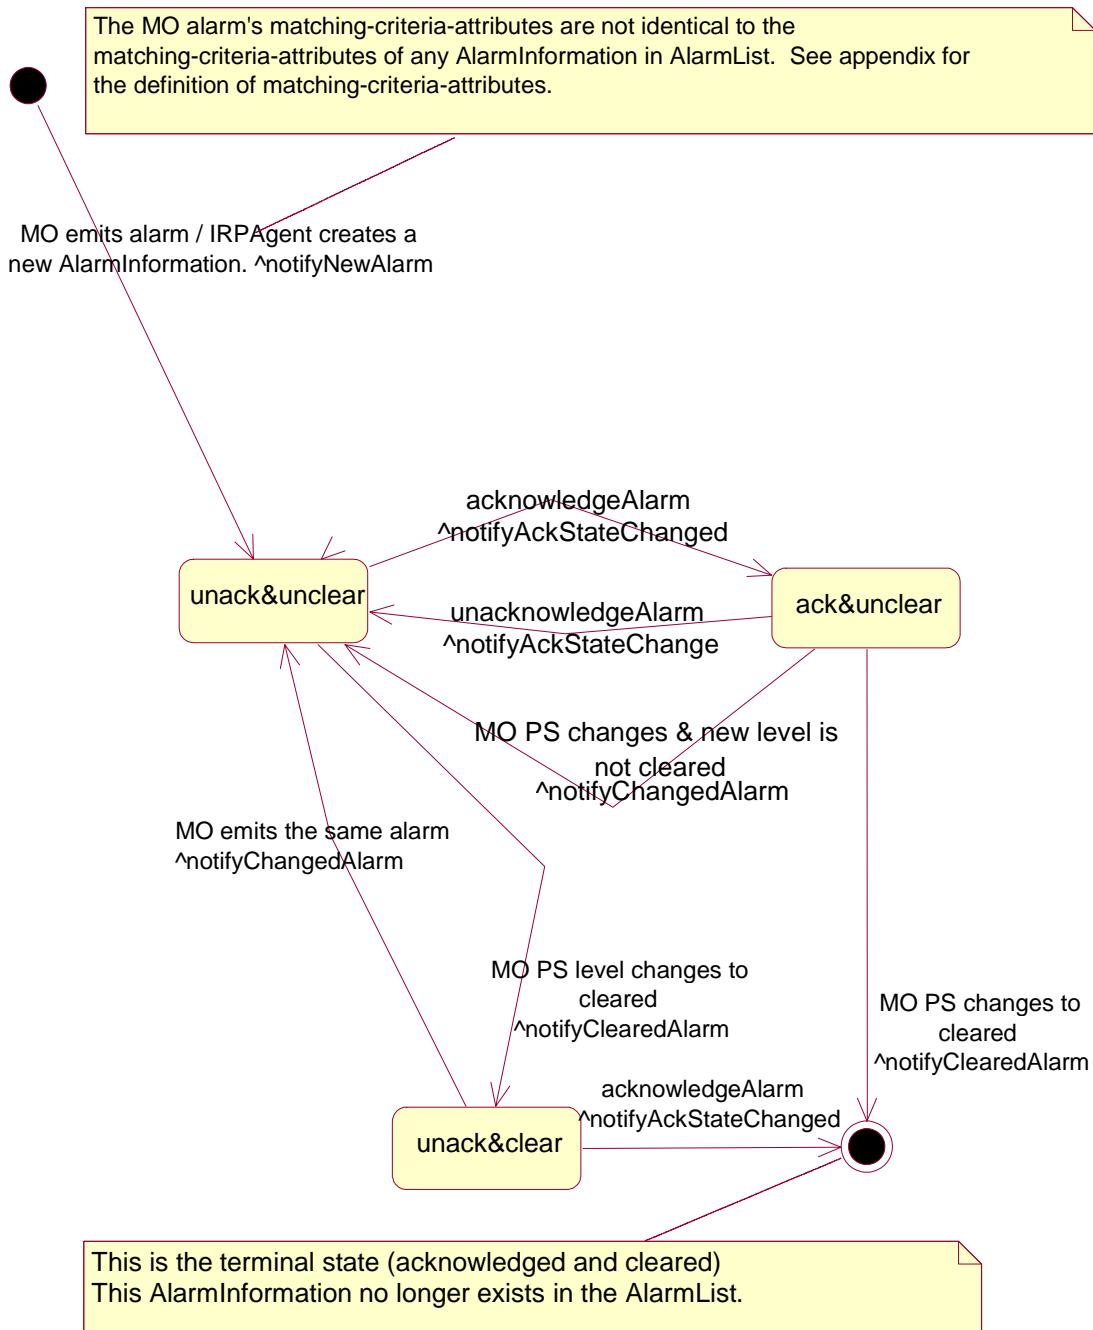 The MO alarm's matching-criteria-attributes are not identical to the
matching-criteria-attributes of any AlarmInformation in AlarmList.  See appendix for
the definition of matching-criteria-attributes.
MO emits alarm / IRPAgent creates a
new AlarmInformation. ^notifyNewAlarm
acknowledgeAlarm
^notifyAckStateChanged
unack&unclear
ack&unclear
unacknowledgeAlarm
^notifyAckStateChange
MO PS changes & new level is
not cleared
^notifyChangedAlarm
MO emits the same alarm
^notifyChangedAlarm
MO PS level changes to
cleared
^notifyClearedAlarm
MO PS changes to
cleared
^notifyClearedAlarm
acknowledgeAlarm
^notifyAckStateChanged
unack&clear
This is the terminal state (acknowledged and cleared)
This AlarmInformation no longer exists in the AlarmList.